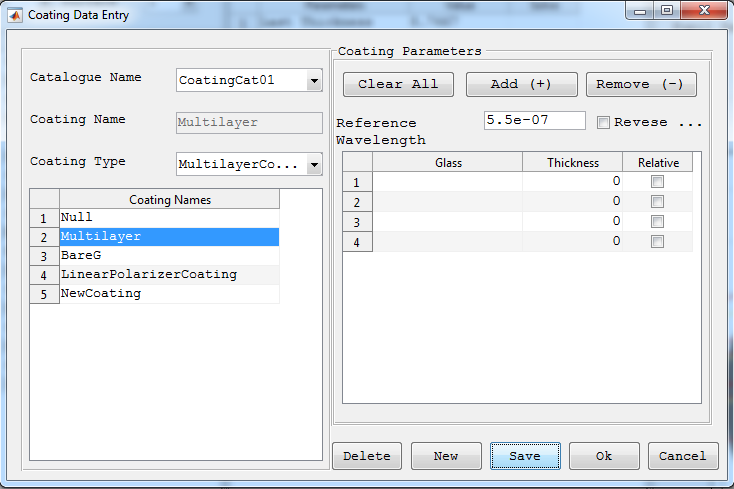 Coating Data Entry
Coating Parameters
Catalogue Name
CoatingCat01
Clear All
Add (+)
Remove (-)
Coating Name
Multilayer
Reference
Wavelength
5.5e-07
Revese ...
Coating Type
MultilayerCo...
Glass
Thickness
Relative
1
0
2
0
3
0
4
0
Coating Names
1
Null
2
Multilayer
3
BareG
4
LinearPolarizerCoating
5
NewCoating
Delete
New
Save
Ok
Cancel